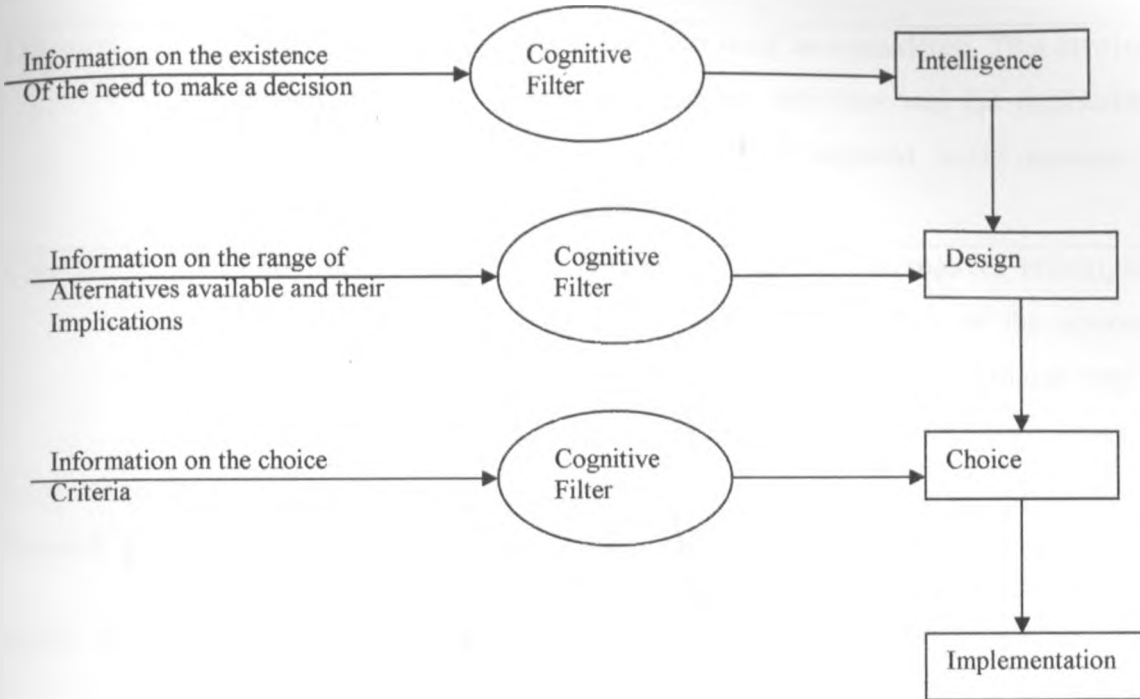 Information on the existence
Of the need to make a decision
Cognitive
Filter
Intelligence
Information on the range of
Alternatives available and their
Implications
Cognitive
Filter
Design
Information on the choice
Criteria
Cognitive
Filter
Choice
Implementation